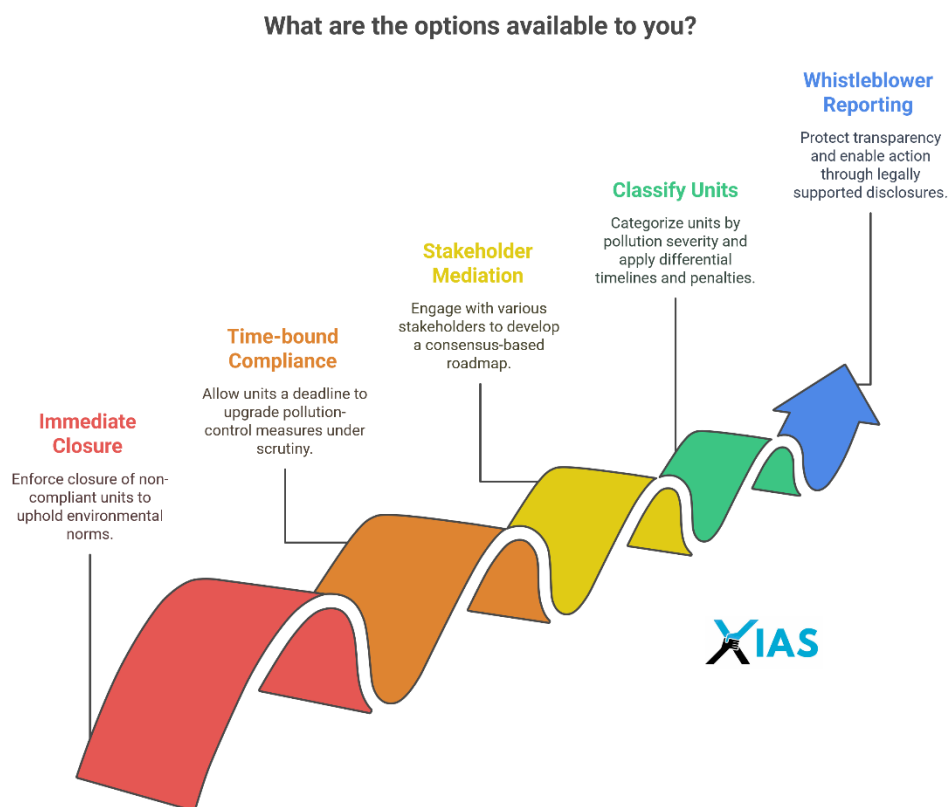 What are the options available to you?
Whistleblower
Reporting
Protect transparency
and enable action
through legally
supported disclosures.
Classify Units
Categorize units by
pollution severity and
apply differential
timelines and penalties.
Stakeholder
Mediation
Engage with various
stakeholders to develop
a consensus-based
roadmap.
Time-bound
Compliance
Allow units a deadline to
upgrade pollution-
control measures under
scrutiny.
Immediate
Closure
Enforce closure of non-
compliant units to
uphold environmental
norms.
XIAS